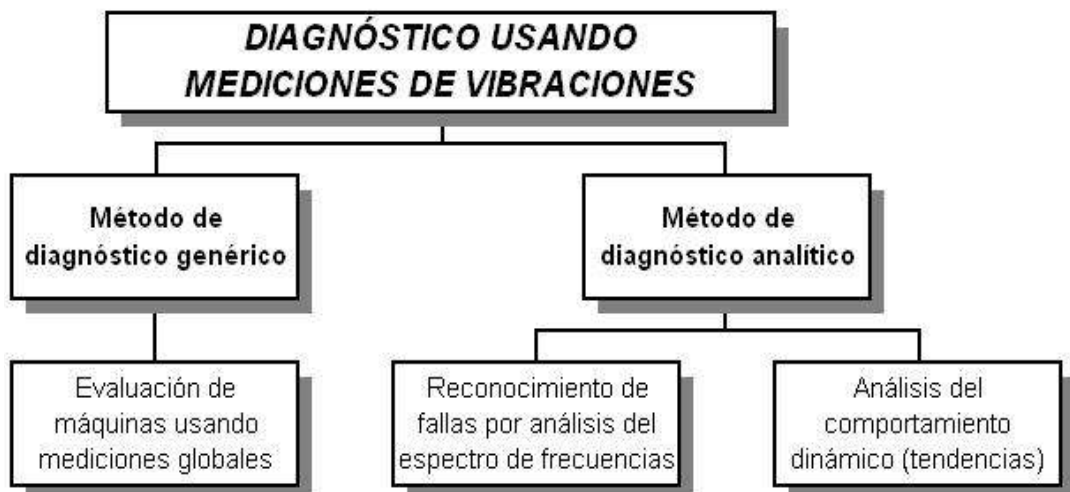 DIAGNÓSTICO USANDO
MEDICIONES DE VIBRACIONES
Método de
diagnóstico genérico
Método de
diagnóstico analítico
Evaluación de
máquinas usando
mediciones globales
Reconocimiento de
fallas por análisis del
espectro de frecuencias
Análisis del
comportamiento
dinámico (tendencias)